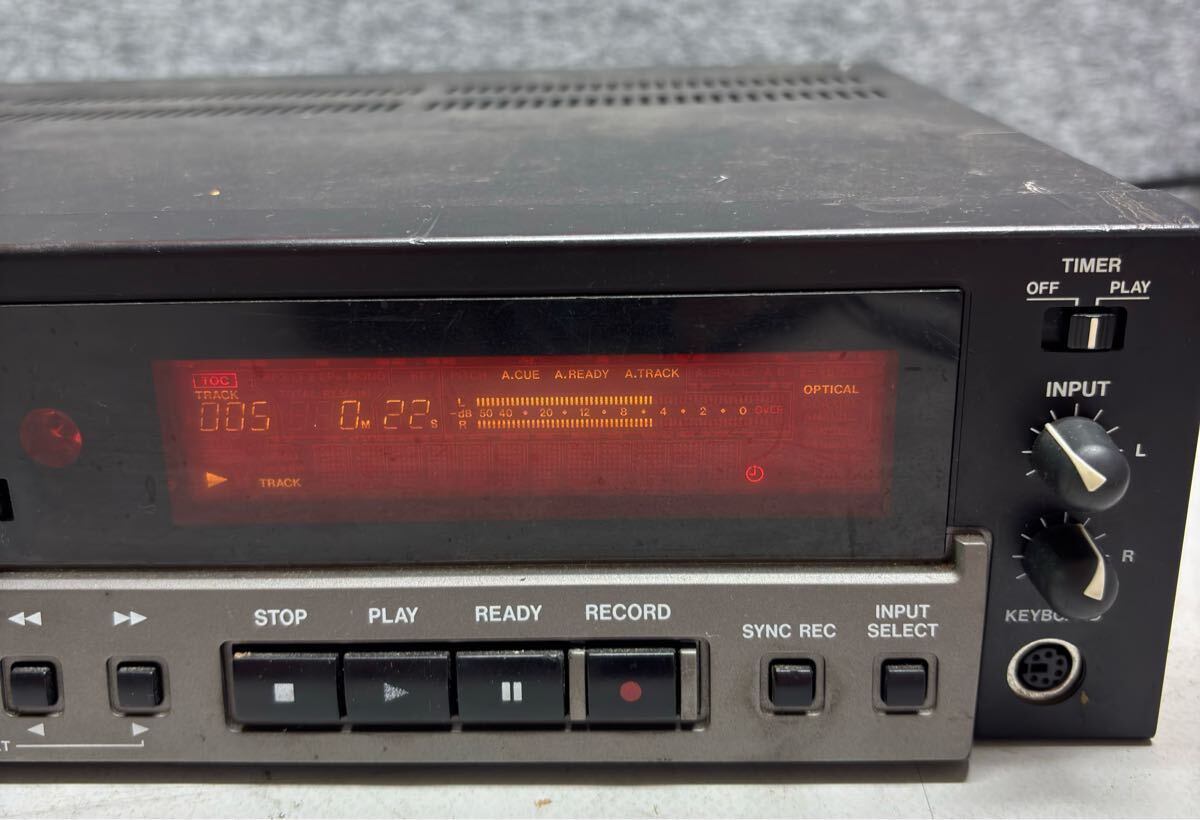 TIMER
OFF PLAY
INPUT
L
R
KEYBO
TOC
TRACK
005 0M 22S
A.CUE A.READY A.TRACK
L
-dB 50 40 • 20 • 12 • 8 • 4 • 2 • 0 OVER
R
OPTICAL
TRACK
STOP PLAY READY RECORD
SYNC REC
INPUT
SELECT